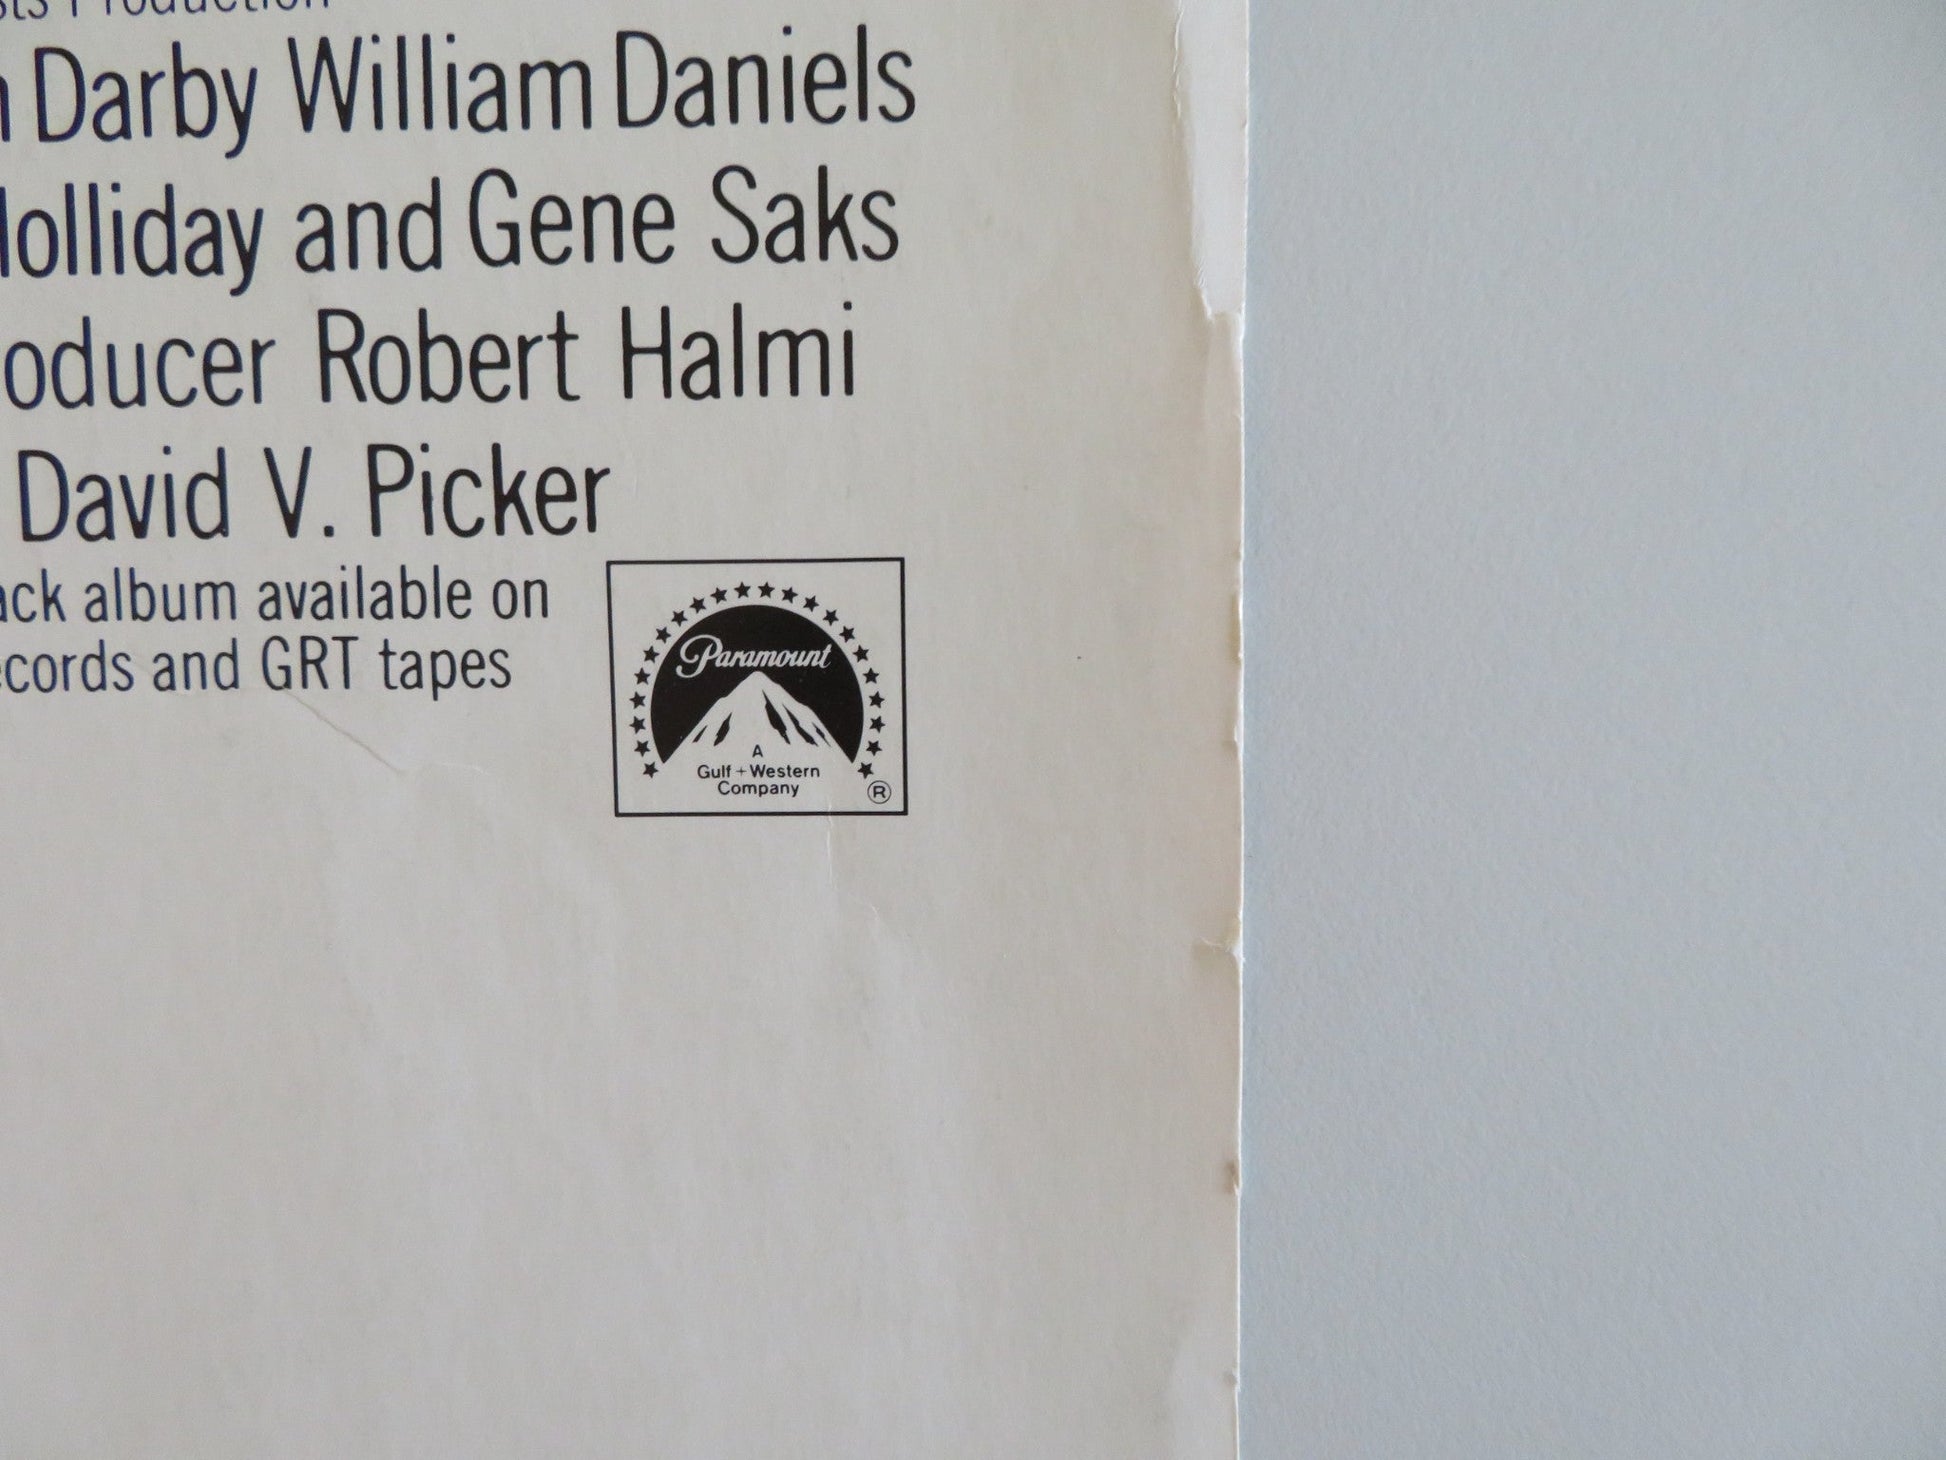 Production
Darby William Daniels
olliday and Gene Saks
oducer Robert Halmi
David V. Picker
ack album available on
ecords and GRT tapes
Paramount
A
Gulf + Western
Company
®